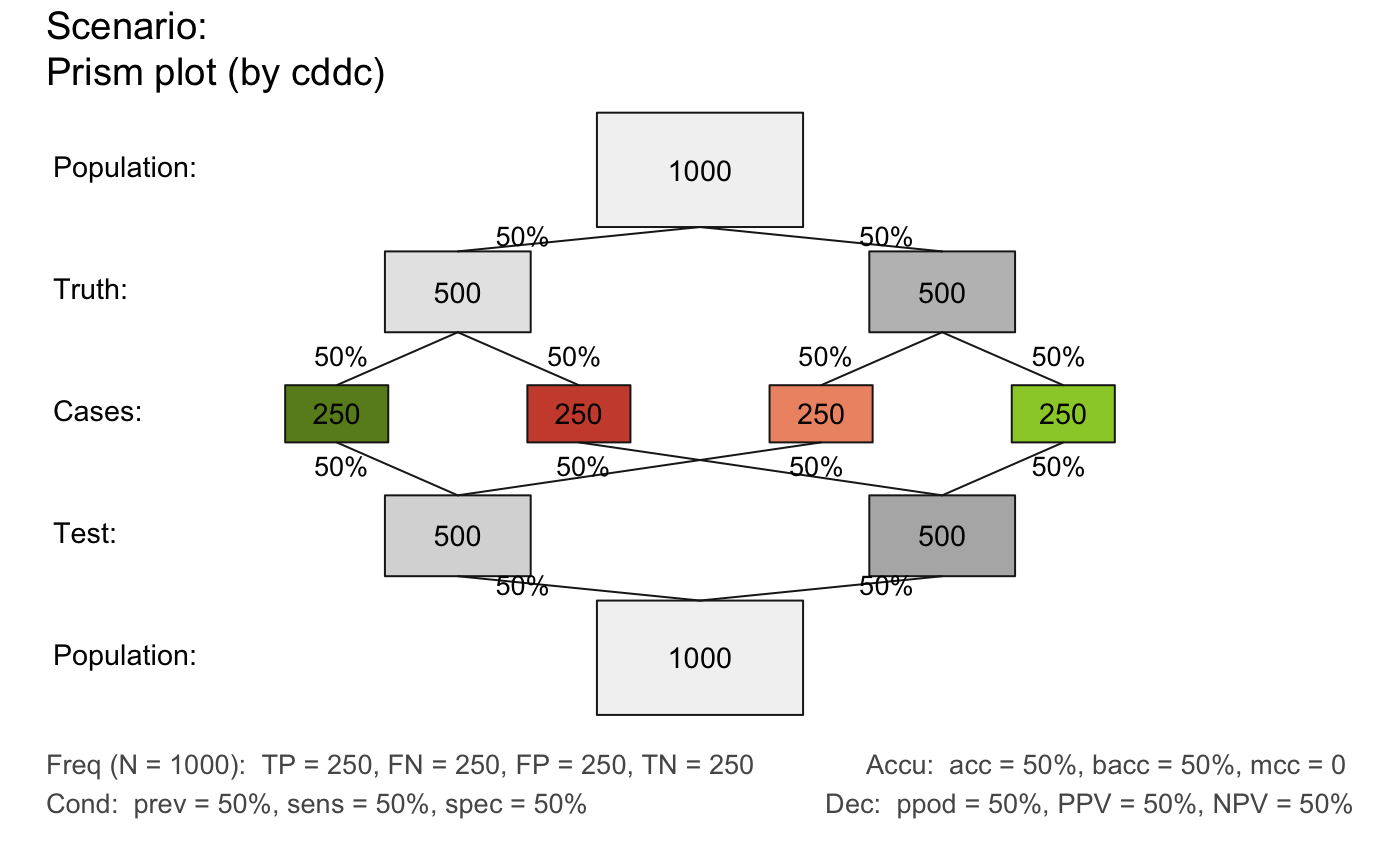 Scenario:
Prism plot (by cddc)
Population:
1000
50%
50%
Truth:
500
500
50%
50%
50%
50%
Cases:
250
250
250
250
50%
50%
50%
50%
Test:
500
500
50%
50%
Population:
1000
Freq (N = 1000):  TP = 250, FN = 250, FP = 250, TN = 250
Accu:  acc = 50%, bacc = 50%, mcc = 0
Cond:  prev = 50%, sens = 50%, spec = 50%
Dec:  ppod = 50%, PPV = 50%, NPV = 50%